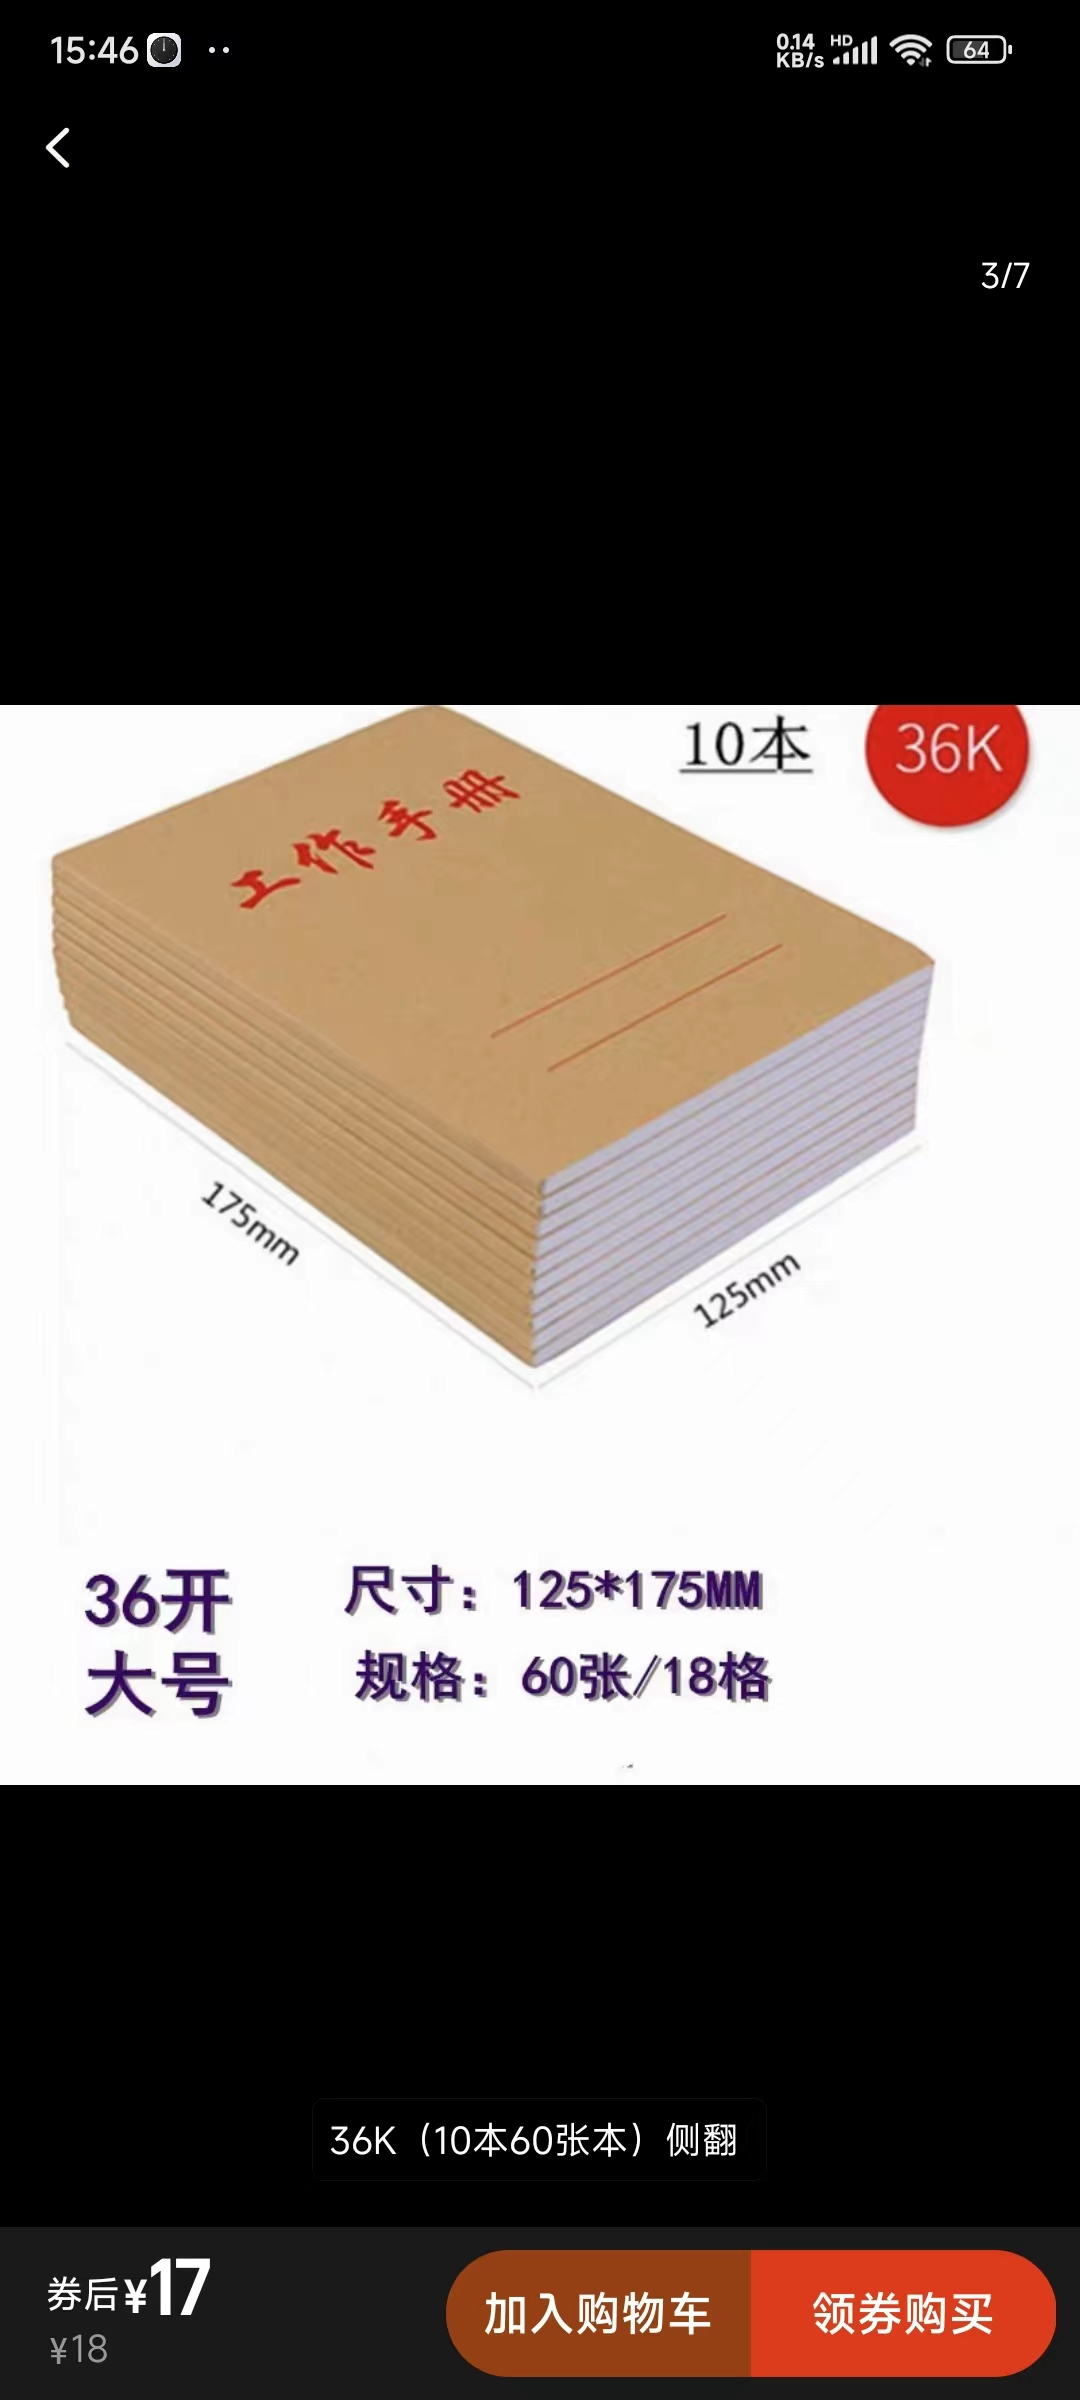 15:46
0.14
KB/s
HD
64
3/7
10本
36K
工作手册
175mm
125mm
36开
大号
尺寸：125*175MM
规格：60张/18格
36K（10本60张本）侧翻
券后¥17
¥18
加入购物车
领券购买